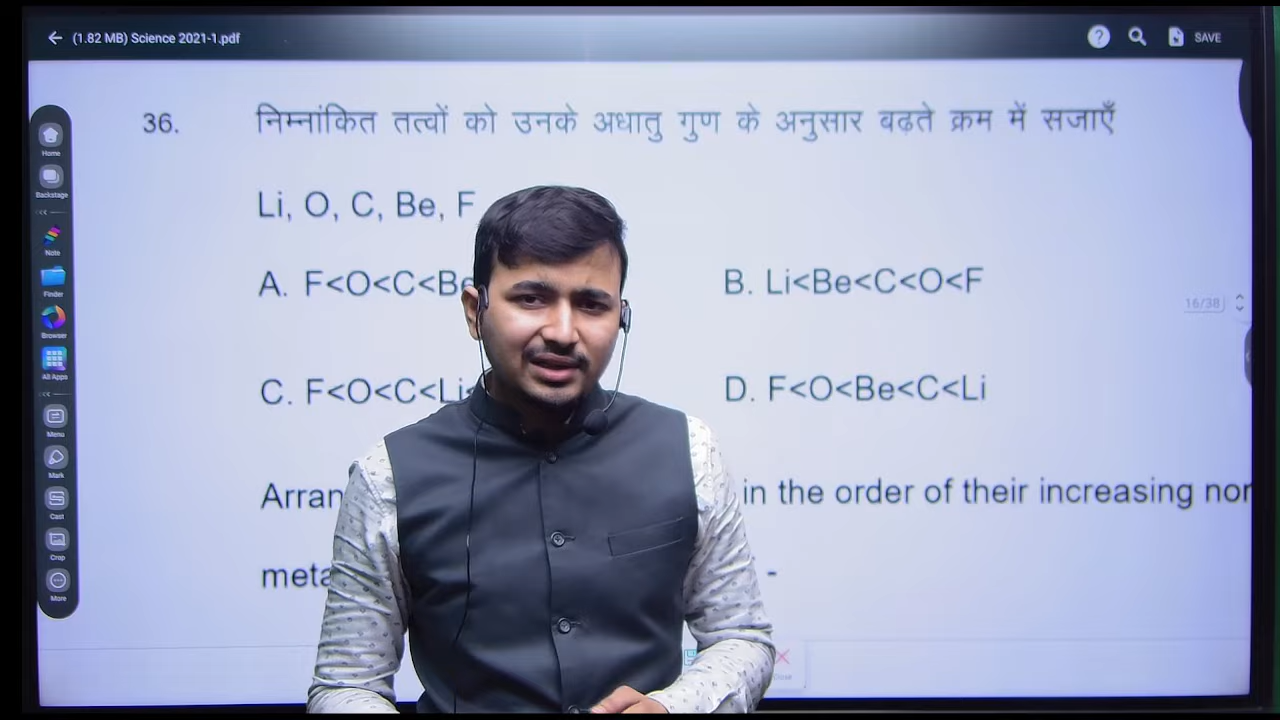 (1.82 MB) Science 2021-1.pdf
SAVE
36. निम्नांकित तत्वों को उनके अधातु गुण के अनुसार बढ़ते क्रम में सजाएँ
Li, O, C, Be, F
A. F<O<C<Be
B. Li<Be<C<O<F
16/38
C. F<O<C<Li<
D. F<O<Be<C<Li
Arran in the order of their increasing nor
meta -
Home
Backstage
Note
Finder
Browser
All Apps
Menu
Mark
Cast
Crop
More